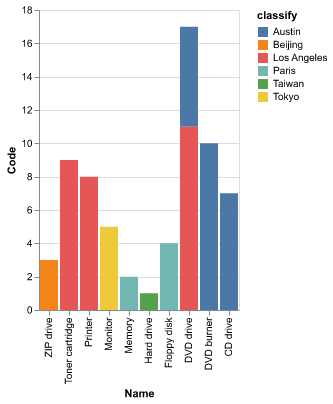 18
16
14
12
10
8
6
4
2
0
Code
ZIP drive
Toner cartridge
Printer
Monitor
Memory
Hard drive
Floppy disk
DVD drive
DVD burner
CD drive
Name
classify
Austin
Beijing
Los Angeles
Paris
Taiwan
Tokyo